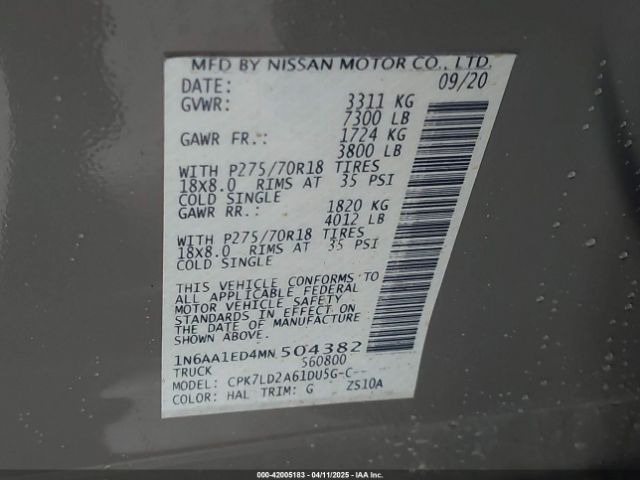 MFD BY NISSAN MOTOR CO., LTD.
DATE: 09/20
GVWR: 3311 KG
7300 LB
GAWR FR.: 1724 KG
3800 LB
WITH P275/70R18 TIRES
18X8.0 RIMS AT 35 PSI
COLD SINGLE
GAWR RR.: 1820 KG
4012 LB
WITH P275/70R18 TIRES
18X8.0 RIMS AT 35 PSI
COLD SINGLE
THIS VEHICLE CONFORMS TO
ALL APPLICABLE FEDERAL
MOTOR VEHICLE SAFETY
STANDARDS IN EFFECT ON
THE DATE OF MANUFACTURE
SHOWN ABOVE.
1N6AA1ED4MN504382
TRUCK S60800
MODEL: CPK7LD2A61DU5G-C--
COLOR: HAL TRIM: G ZS10A
000-42005183 - 04/11/2025 - IAA Inc.